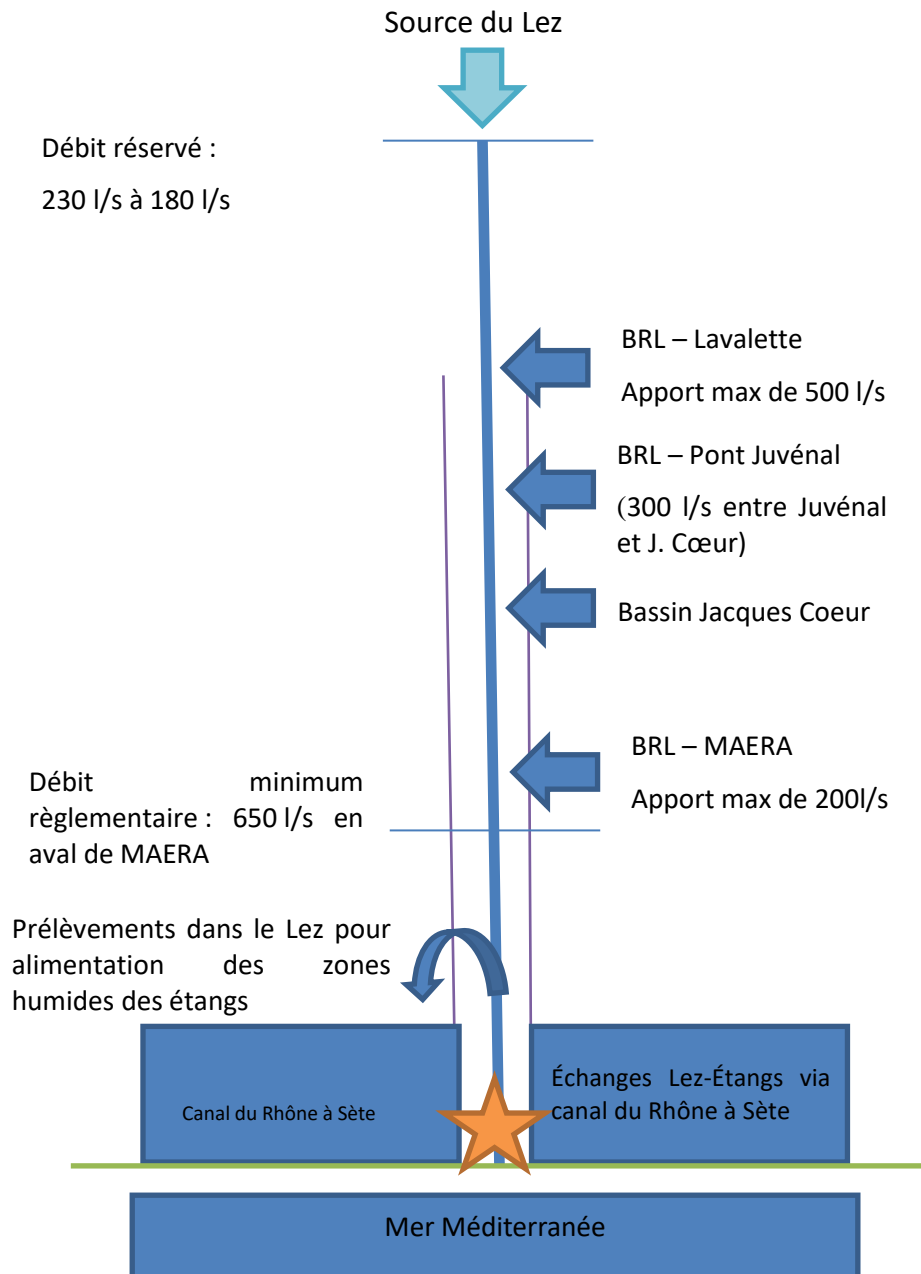 Source du Lez
Débit réservé :
230 l/s à 180 l/s
BRL – Lavalette
Apport max de 500 l/s
BRL – Pont Juvénal
(300 l/s entre Juvénal
et J. Cœur)
Bassin Jacques Coeur
BRL – MAERA
Apport max de 200l/s
Débit minimum
règlementaire : 650 l/s en
aval de MAERA
Prélèvements dans le Lez pour
alimentation des zones
humides des étangs
Canal du Rhône à Sète
Échanges Lez-Étangs via
canal du Rhône à Sète
Mer Méditerranée